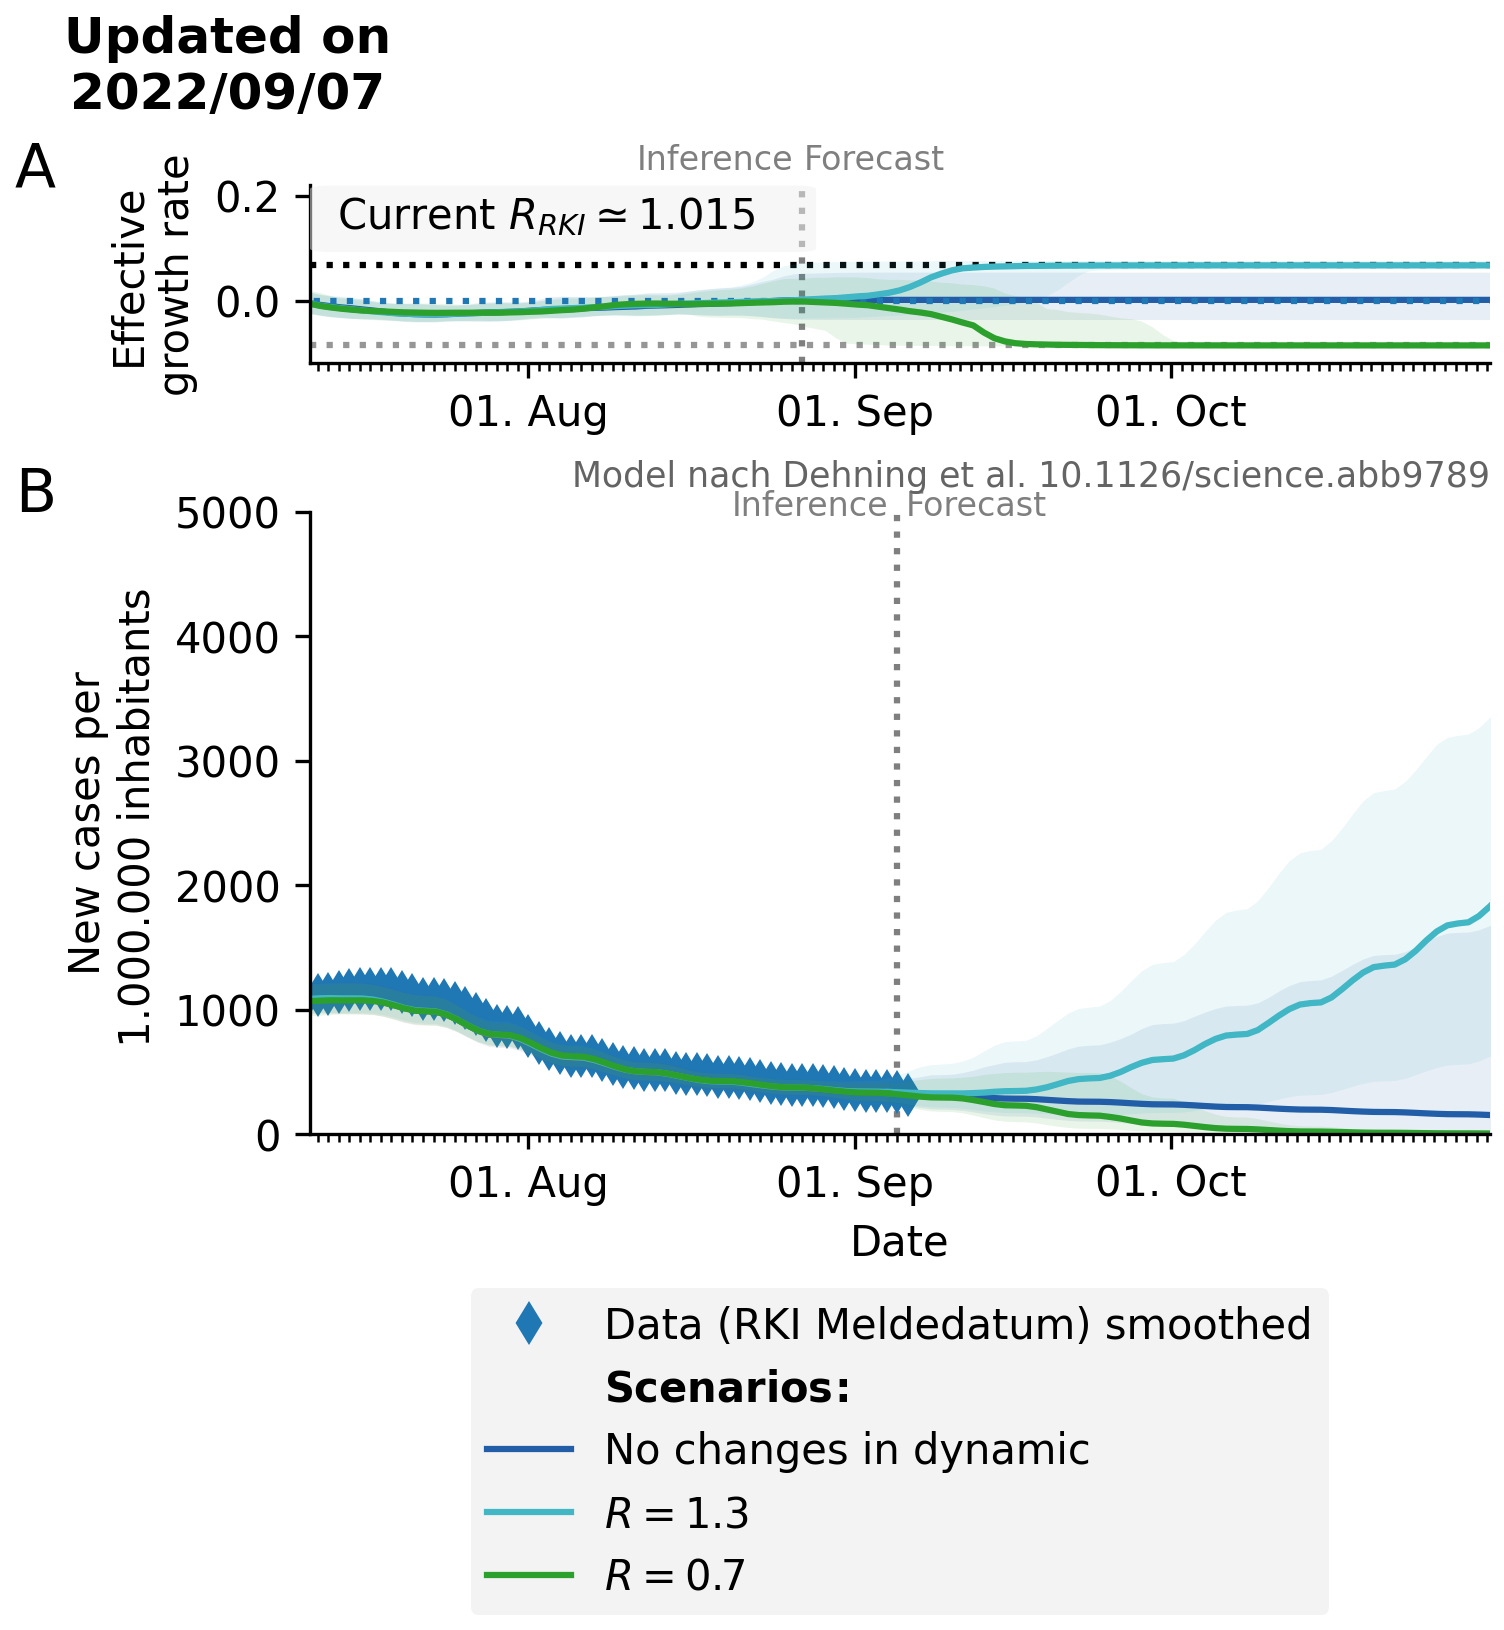 Updated on
2022/09/07
A
Effective
growth rate
Inference Forecast
0.2
0.0
Current R_RKI ≃ 1.015
01. Aug
01. Sep
01. Oct
B
Model nach Dehning et al. 10.1126/science.abb9789
Inference Forecast
New cases per
1.000.000 inhabitants
5000
4000
3000
2000
1000
0
01. Aug
01. Sep
01. Oct
Date
Data (RKI Meldedatum) smoothed
Scenarios:
No changes in dynamic
R = 1.3
R = 0.7